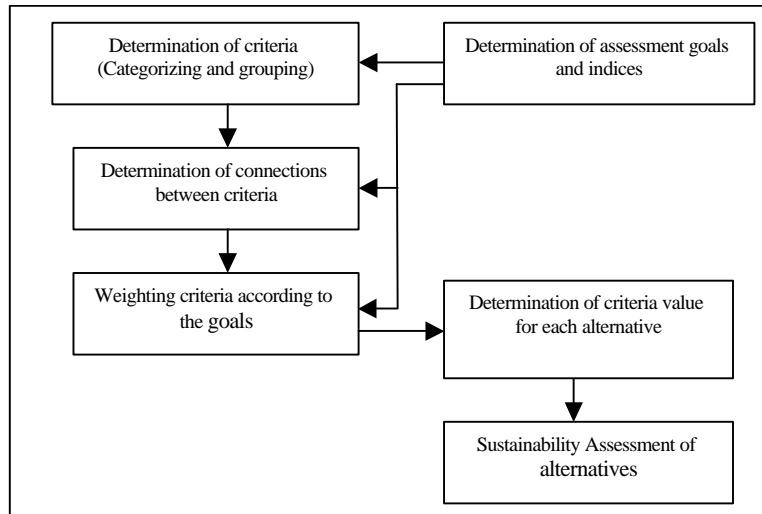 Determination of criteria
(Categorizing and grouping)
Determination of assessment goals
and indices
Determination of connections
between criteria
Weighting criteria according to
the goals
Determination of criteria value
for each alternative
Sustainability Assessment of
alternatives